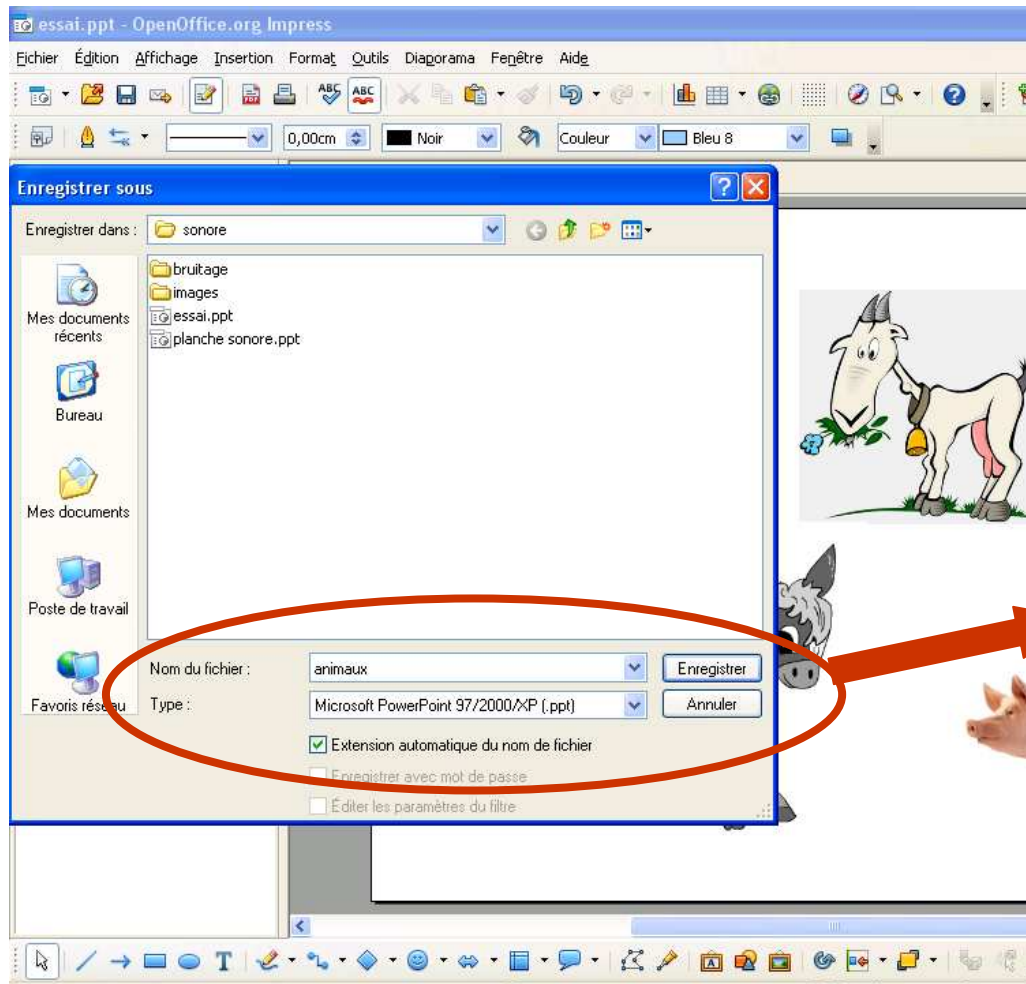 essai.ppt - OpenOffice.org Impress
Fichier Édition Affichage Insertion Format Outils Diaporama Fenêtre Aide
ABC ABC
0,00cm Noir Couleur Bleu 8
Enregistrer sous
Enregistrer dans : sonore
bruitage
images
essai.ppt
planche sonore.ppt
Mes documents
récents
Bureau
Mes documents
Poste de travail
Favoris réseau
Nom du fichier : animaux Enregistrer
Type : Microsoft PowerPoint 97/2000/XP (.ppt) Annuler
Extension automatique du nom de fichier
Enregistrer avec mot de passe
Éditer les paramètres du filtre